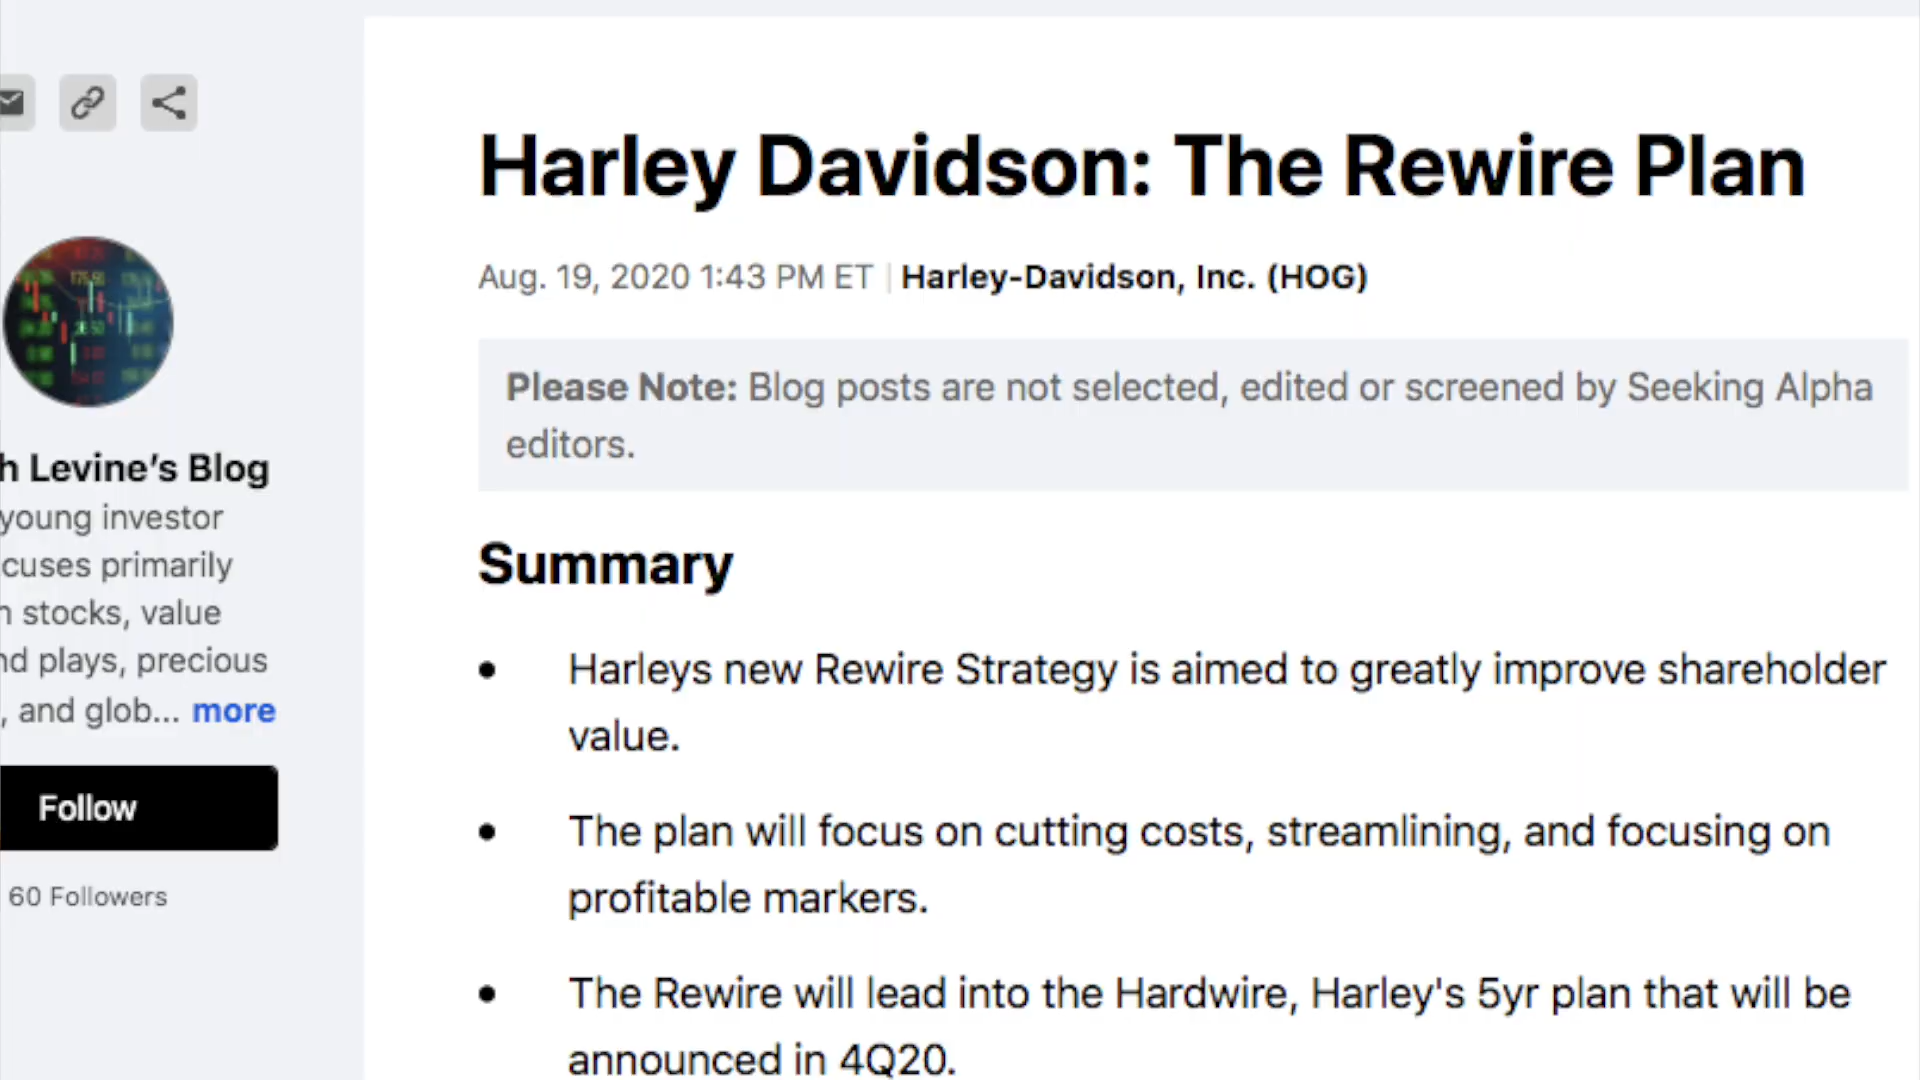 Harley Davidson: The Rewire Plan
Aug. 19, 2020 1:43 PM ET | Harley-Davidson, Inc. (HOG)
Please Note: Blog posts are not selected, edited or screened by Seeking Alpha
editors.
Summary
• Harleys new Rewire Strategy is aimed to greatly improve shareholder
value.
• The plan will focus on cutting costs, streamlining, and focusing on
profitable markers.
• The Rewire will lead into the Hardwire, Harley's 5yr plan that will be
announced in 4Q20.
h Levine's Blog
young investor
cuses primarily
n stocks, value
nd plays, precious
, and glob... more
Follow
60 Followers